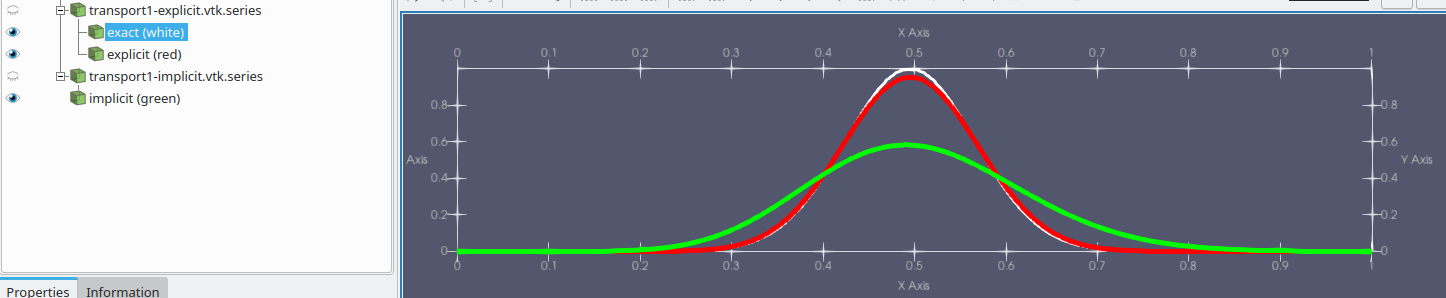 transport1-explicit.vtk.series
exact (white)
explicit (red)
transport1-implicit.vtk.series
implicit (green)
Properties
Information
X Axis
0 0.1 0.2 0.3 0.4 0.5 0.6 0.7 0.8 0.9 1
0.8 0.8
0.6 0.6
Axis Y Axis
0.4 0.4
0.2 0.2
0 0
0 0.1 0.2 0.3 0.4 0.5 0.6 0.7 0.8 0.9 1
X Axis